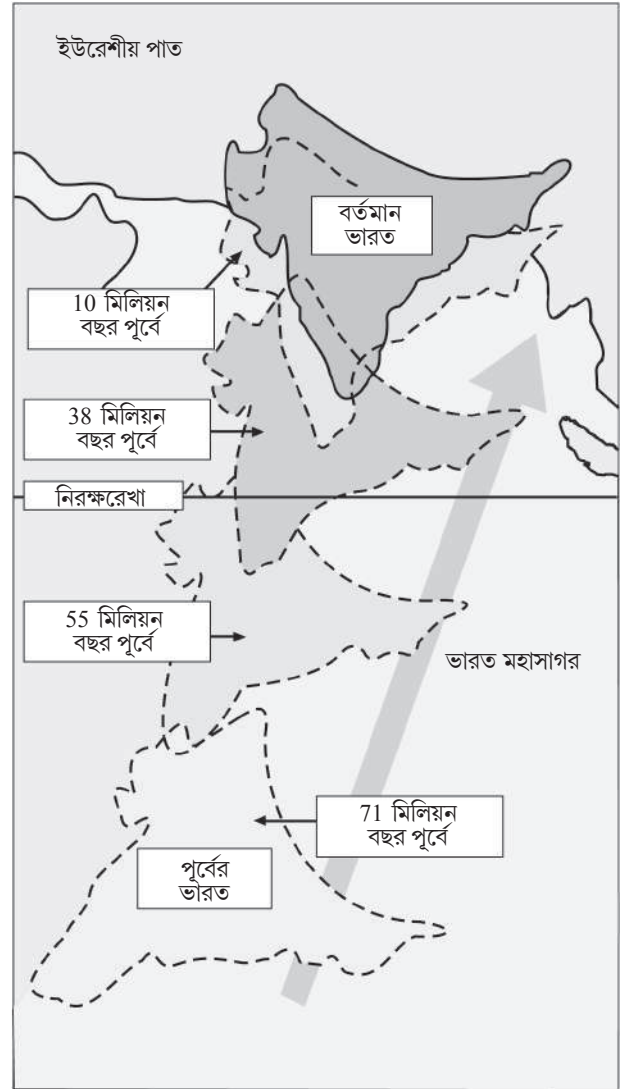 ইউরেশীয় পাত
বর্তমান
ভারত
10 মিলিয়ন
বছর পূর্বে
38 মিলিয়ন
বছর পূর্বে
নিরক্ষরেখা
55 মিলিয়ন
বছর পূর্বে
ভারত মহাসাগর
71 মিলিয়ন
বছর পূর্বে
পূর্বের
ভারত